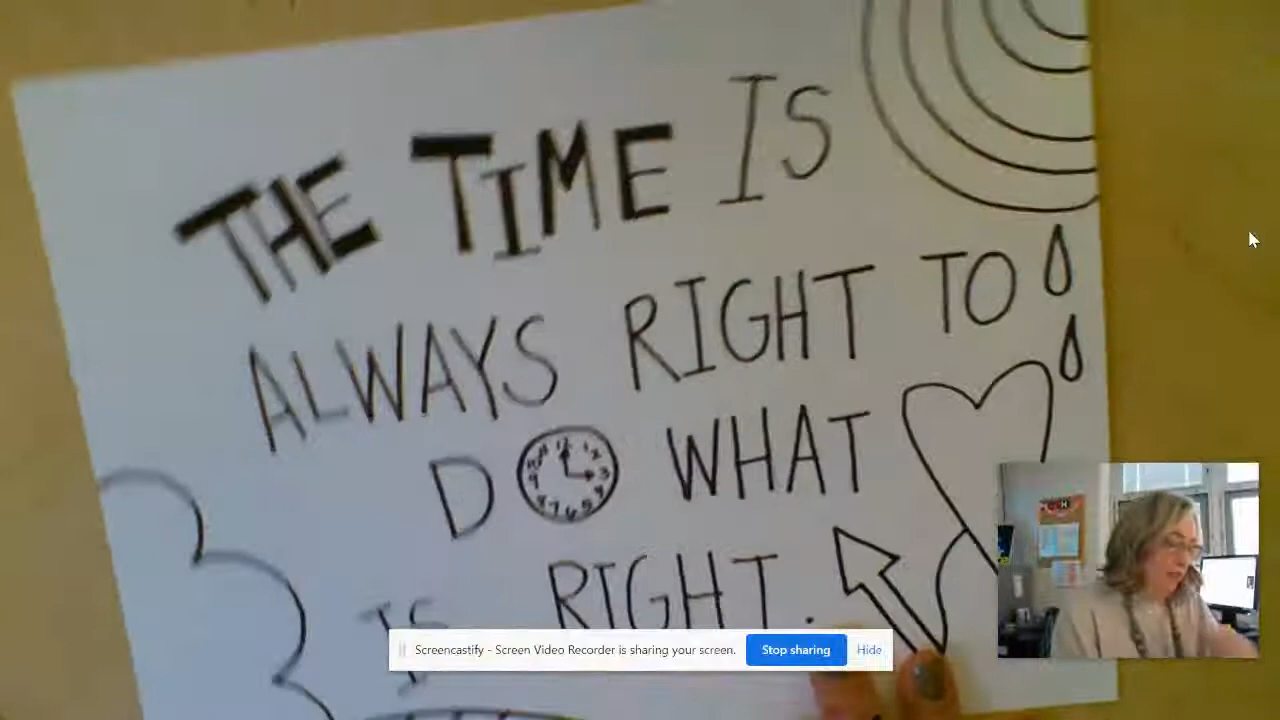 THE TIME IS
ALWAYS RIGHT TO
DO WHAT
IS RIGHT.
Screencastify - Screen Video Recorder is sharing your screen. Stop sharing Hide